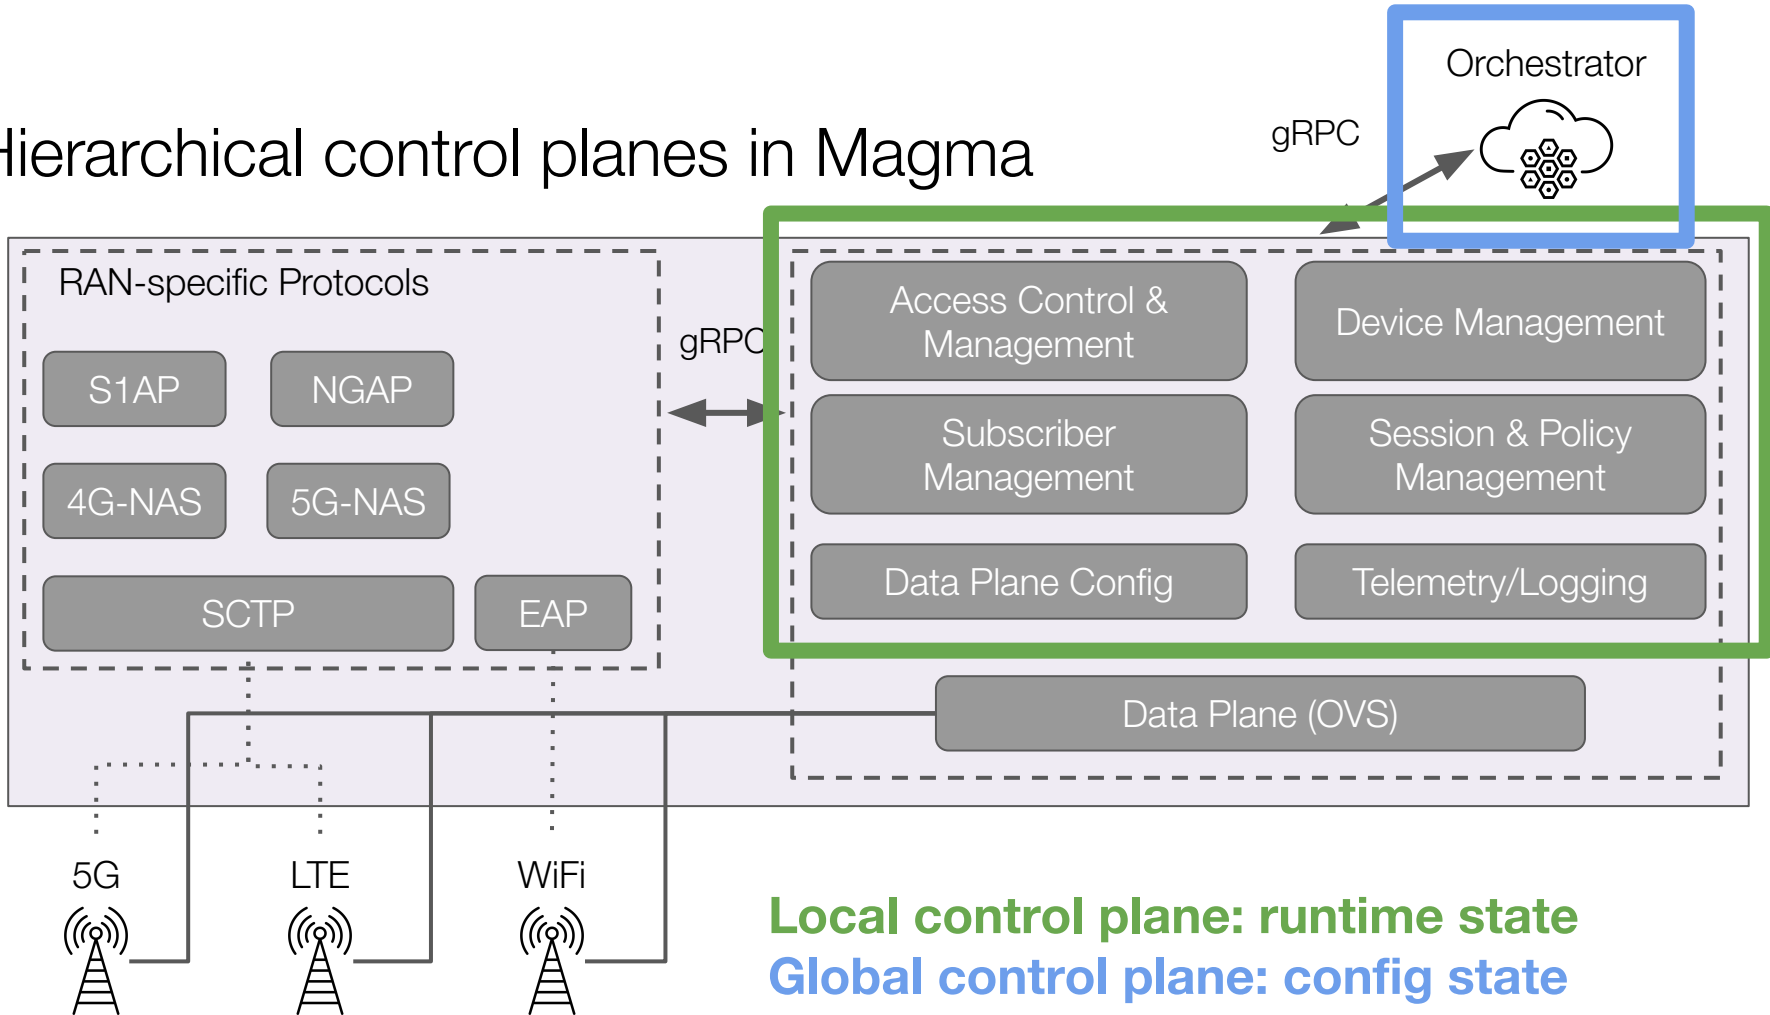 Orchestrator
gRPC
Hierarchical control planes in Magma
RAN-specific Protocols
S1AP
NGAP
4G-NAS
5G-NAS
SCTP
EAP
gRPC
Access Control &
Management
Device Management
Subscriber
Management
Session & Policy
Management
Data Plane Config
Telemetry/Logging
Data Plane (OVS)
5G
LTE
WiFi
Local control plane: runtime state
Global control plane: config state